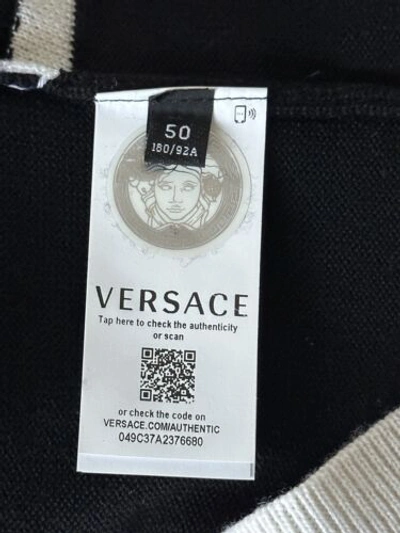 50
180/92A
VERSACE
Tap here to check the authenticity
or scan
or check the code on
VERSACE.COM/AUTHENTIC
049C37A2376680